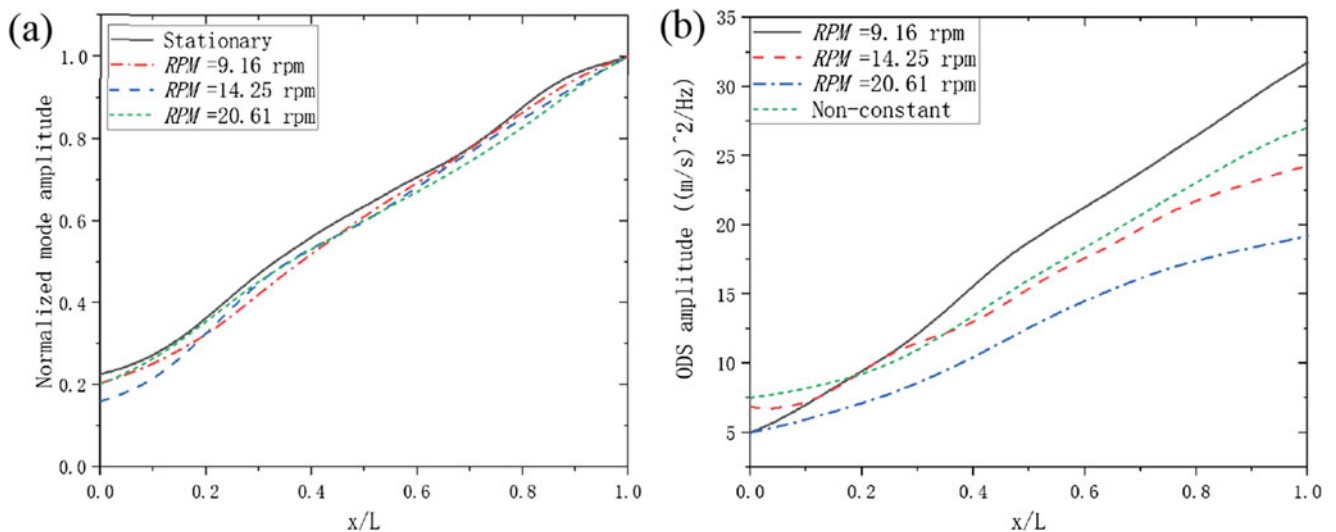 (a)
Stationary
RPM =9.16 rpm
RPM =14.25 rpm
RPM =20.61 rpm
Normalized mode amplitude
1.0
0.8
0.6
0.4
0.2
0.0
0.0 0.2 0.4 0.6 0.8 1.0
x/L
(b)
RPM =9.16 rpm
RPM =14.25 rpm
RPM =20.61 rpm
Non-constant
ODS amplitude ((m/s)^2/Hz)
35
30
25
20
15
10
5
0.0 0.2 0.4 0.6 0.8 1.0
x/L